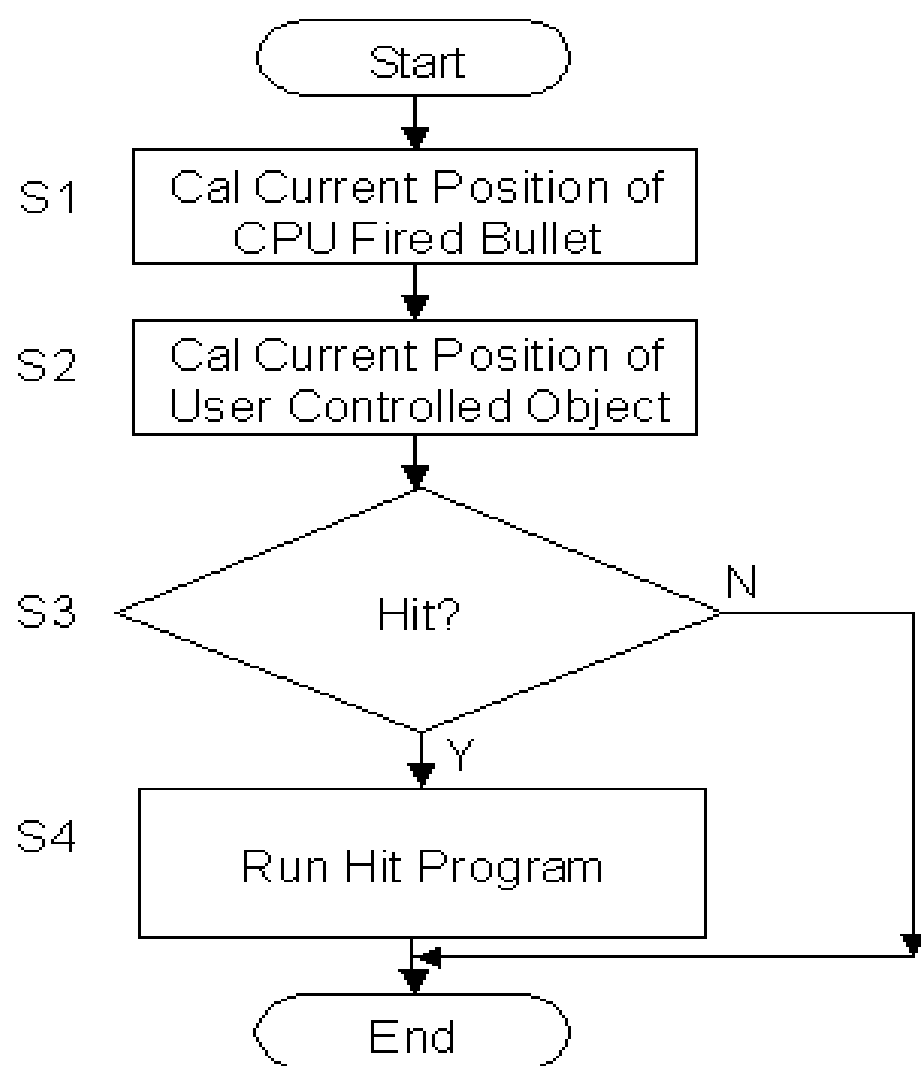 Start
S1
Cal Current Position of
CPU Fired Bullet
S2
Cal Current Position of
User Controlled Object
S3
Hit?
N
Y
S4
Run Hit Program
End